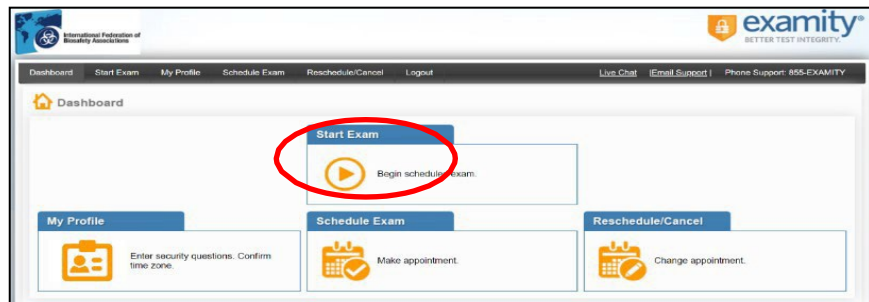 International Federation of
Biosafety Associations
examity®
BETTER TEST INTEGRITY.
Dashboard Start Exam My Profile Schedule Exam Reschedule/Cancel Logout Live Chat |Email Support| Phone Support: 855-EXAMITY
Dashboard
Start Exam
Begin scheduled exam.
My Profile Schedule Exam Reschedule/Cancel
Enter security questions. Confirm
time zone.
Make appointment.
Change appointment.